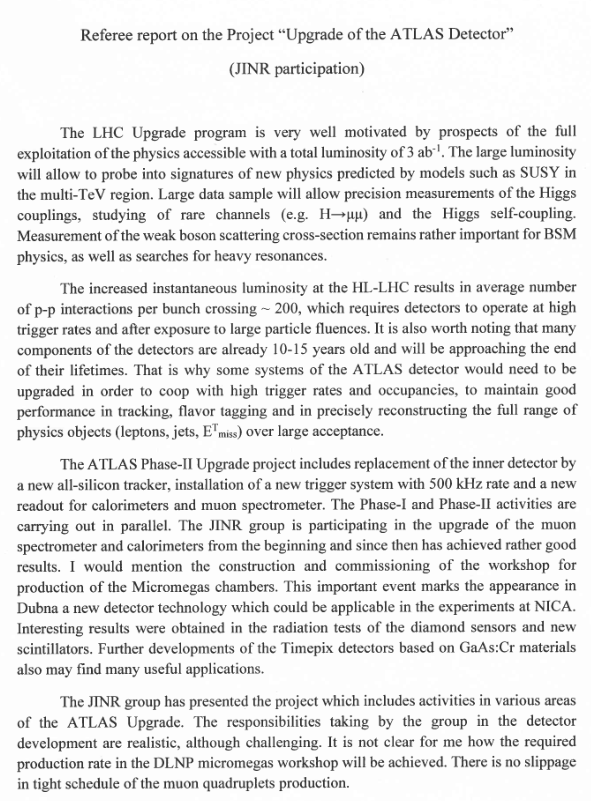 Referee report on the Project “Upgrade of the ATLAS Detector”
(JINR participation)
The LHC Upgrade program is very well motivated by prospects of the full
exploitation of the physics accessible with a total luminosity of 3 ab⁻¹. The large luminosity
will allow to probe into signatures of new physics predicted by models such as SUSY in
the multi-TeV region. Large data sample will allow precision measurements of the Higgs
couplings, studying of rare channels (e.g. H→μμ) and the Higgs self-coupling.
Measurement of the weak boson scattering cross-section remains rather important for BSM
physics, as well as searches for heavy resonances.
The increased instantaneous luminosity at the HL-LHC results in average number
of p-p interactions per bunch crossing ~ 200, which requires detectors to operate at high
trigger rates and after exposure to large particle fluences. It is also worth noting that many
components of the detectors are already 10-15 years old and will be approaching the end
of their lifetimes. That is why some systems of the ATLAS detector would need to be
upgraded in order to coop with high trigger rates and occupancies, to maintain good
performance in tracking, flavor tagging and in precisely reconstructing the full range of
physics objects (leptons, jets, Eᵀmiss) over large acceptance.
The ATLAS Phase-II Upgrade project includes replacement of the inner detector by
a new all-silicon tracker, installation of a new trigger system with 500 kHz rate and a new
readout for calorimeters and muon spectrometer. The Phase-I and Phase-II activities are
carrying out in parallel. The JINR group is participating in the upgrade of the muon
spectrometer and calorimeters from the beginning and since then has achieved rather good
results. I would mention the construction and commissioning of the workshop for
production of the Micromegas chambers. This important event marks the appearance in
Dubna a new detector technology which could be applicable in the experiments at NICA.
Interesting results were obtained in the radiation tests of the diamond sensors and new
scintillators. Further developments of the Timepix detectors based on GaAs:Cr materials
also may find many useful applications.
The JINR group has presented the project which includes activities in various areas
of the ATLAS Upgrade. The responsibilities taking by the group in the detector
development are realistic, although challenging. It is not clear for me how the required
production rate in the DLNP micromegas workshop will be achieved. There is no slippage
in tight schedule of the muon quadruplets production.